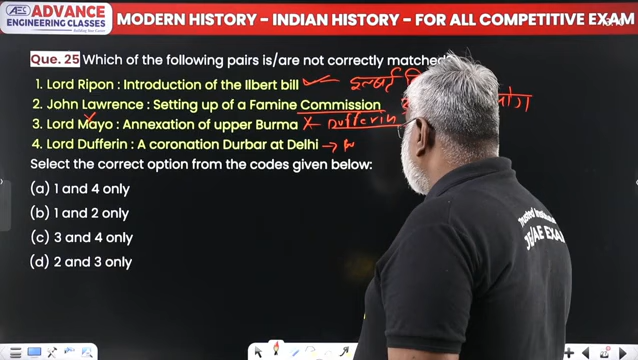 AES ADVANCE ENGINEERING CLASSES
MODERN HISTORY - INDIAN HISTORY - FOR ALL COMPETITIVE EXAM
Que. 25 Which of the following pairs is/are not correctly matched
1. Lord Ripon : Introduction of the Ilbert bill
2. John Lawrence : Setting up of a Famine Commission
3. Lord Mayo : Annexation of upper Burma Dufferin
4. Lord Dufferin : A coronation Durbar at Delhi
Select the correct option from the codes given below:
(a) 1 and 4 only
(b) 1 and 2 only
(c) 3 and 4 only
(d) 2 and 3 only
JE/AE EXAM